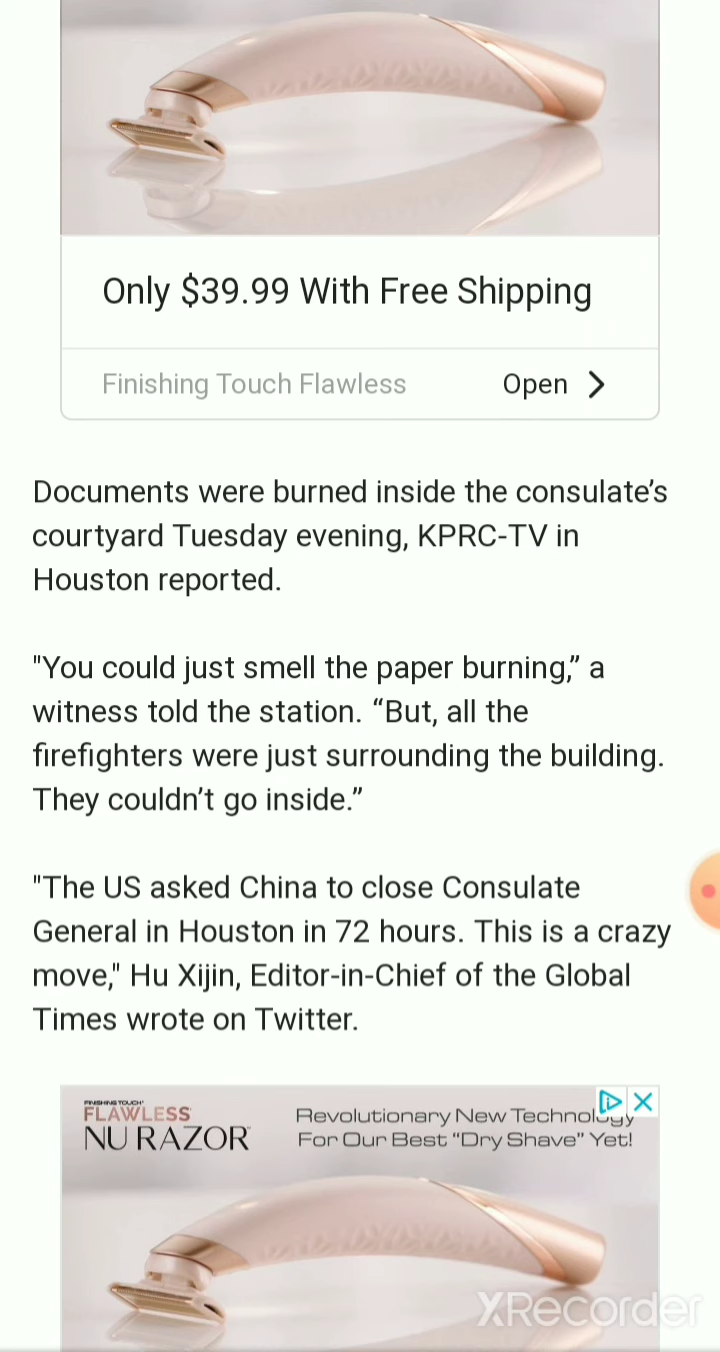 Only $39.99 With Free Shipping
Finishing Touch Flawless Open
Documents were burned inside the consulate’s
courtyard Tuesday evening, KPRC-TV in
Houston reported.
"You could just smell the paper burning,” a
witness told the station. “But, all the
firefighters were just surrounding the building.
They couldn’t go inside.”
"The US asked China to close Consulate
General in Houston in 72 hours. This is a crazy
move," Hu Xijin, Editor-in-Chief of the Global
Times wrote on Twitter.
FINISHING TOUCH
FLAWLESS
NU RAZOR
Revolutionary New Technology
For Our Best “Dry Shave” Yet!
XRecorder